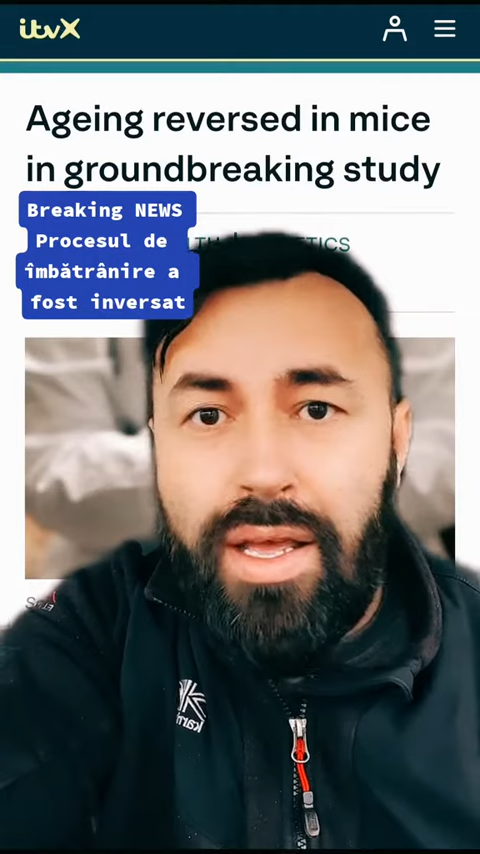 itvX
Ageing reversed in mice
in groundbreaking study
Breaking NEWS
Procesul de
îmbătrânire a
fost inversat